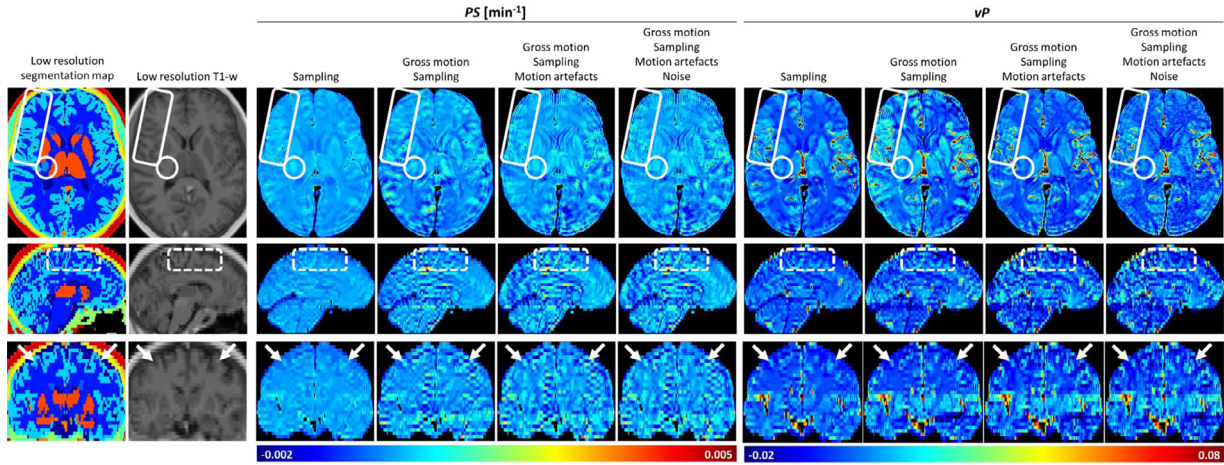 PS [min-1]
vP
Low resolution
segmentation map
Low resolution T1-w
Sampling
Gross motion
Sampling
Gross motion
Sampling
Motion artefacts
Gross motion
Sampling
Motion artefacts
Noise
Sampling
Gross motion
Sampling
Gross motion
Sampling
Motion artefacts
Gross motion
Sampling
Motion artefacts
Noise
-0.002
0.005
-0.02
0.08